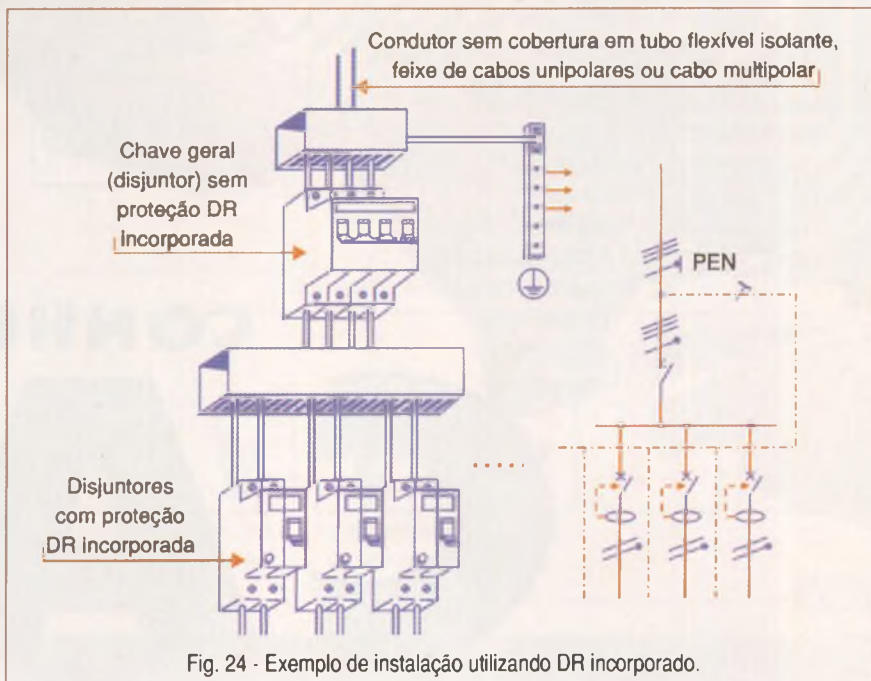 Condutor sem cobertura em tubo flexível isolante,
feixe de cabos unipolares ou cabo multipolar
Chave geral
(disjuntor) sem
proteção DR
incorporada
PEN
Disjuntores
com proteção
DR incorporada
Fig. 24 - Exemplo de instalação utilizando DR incorporado.